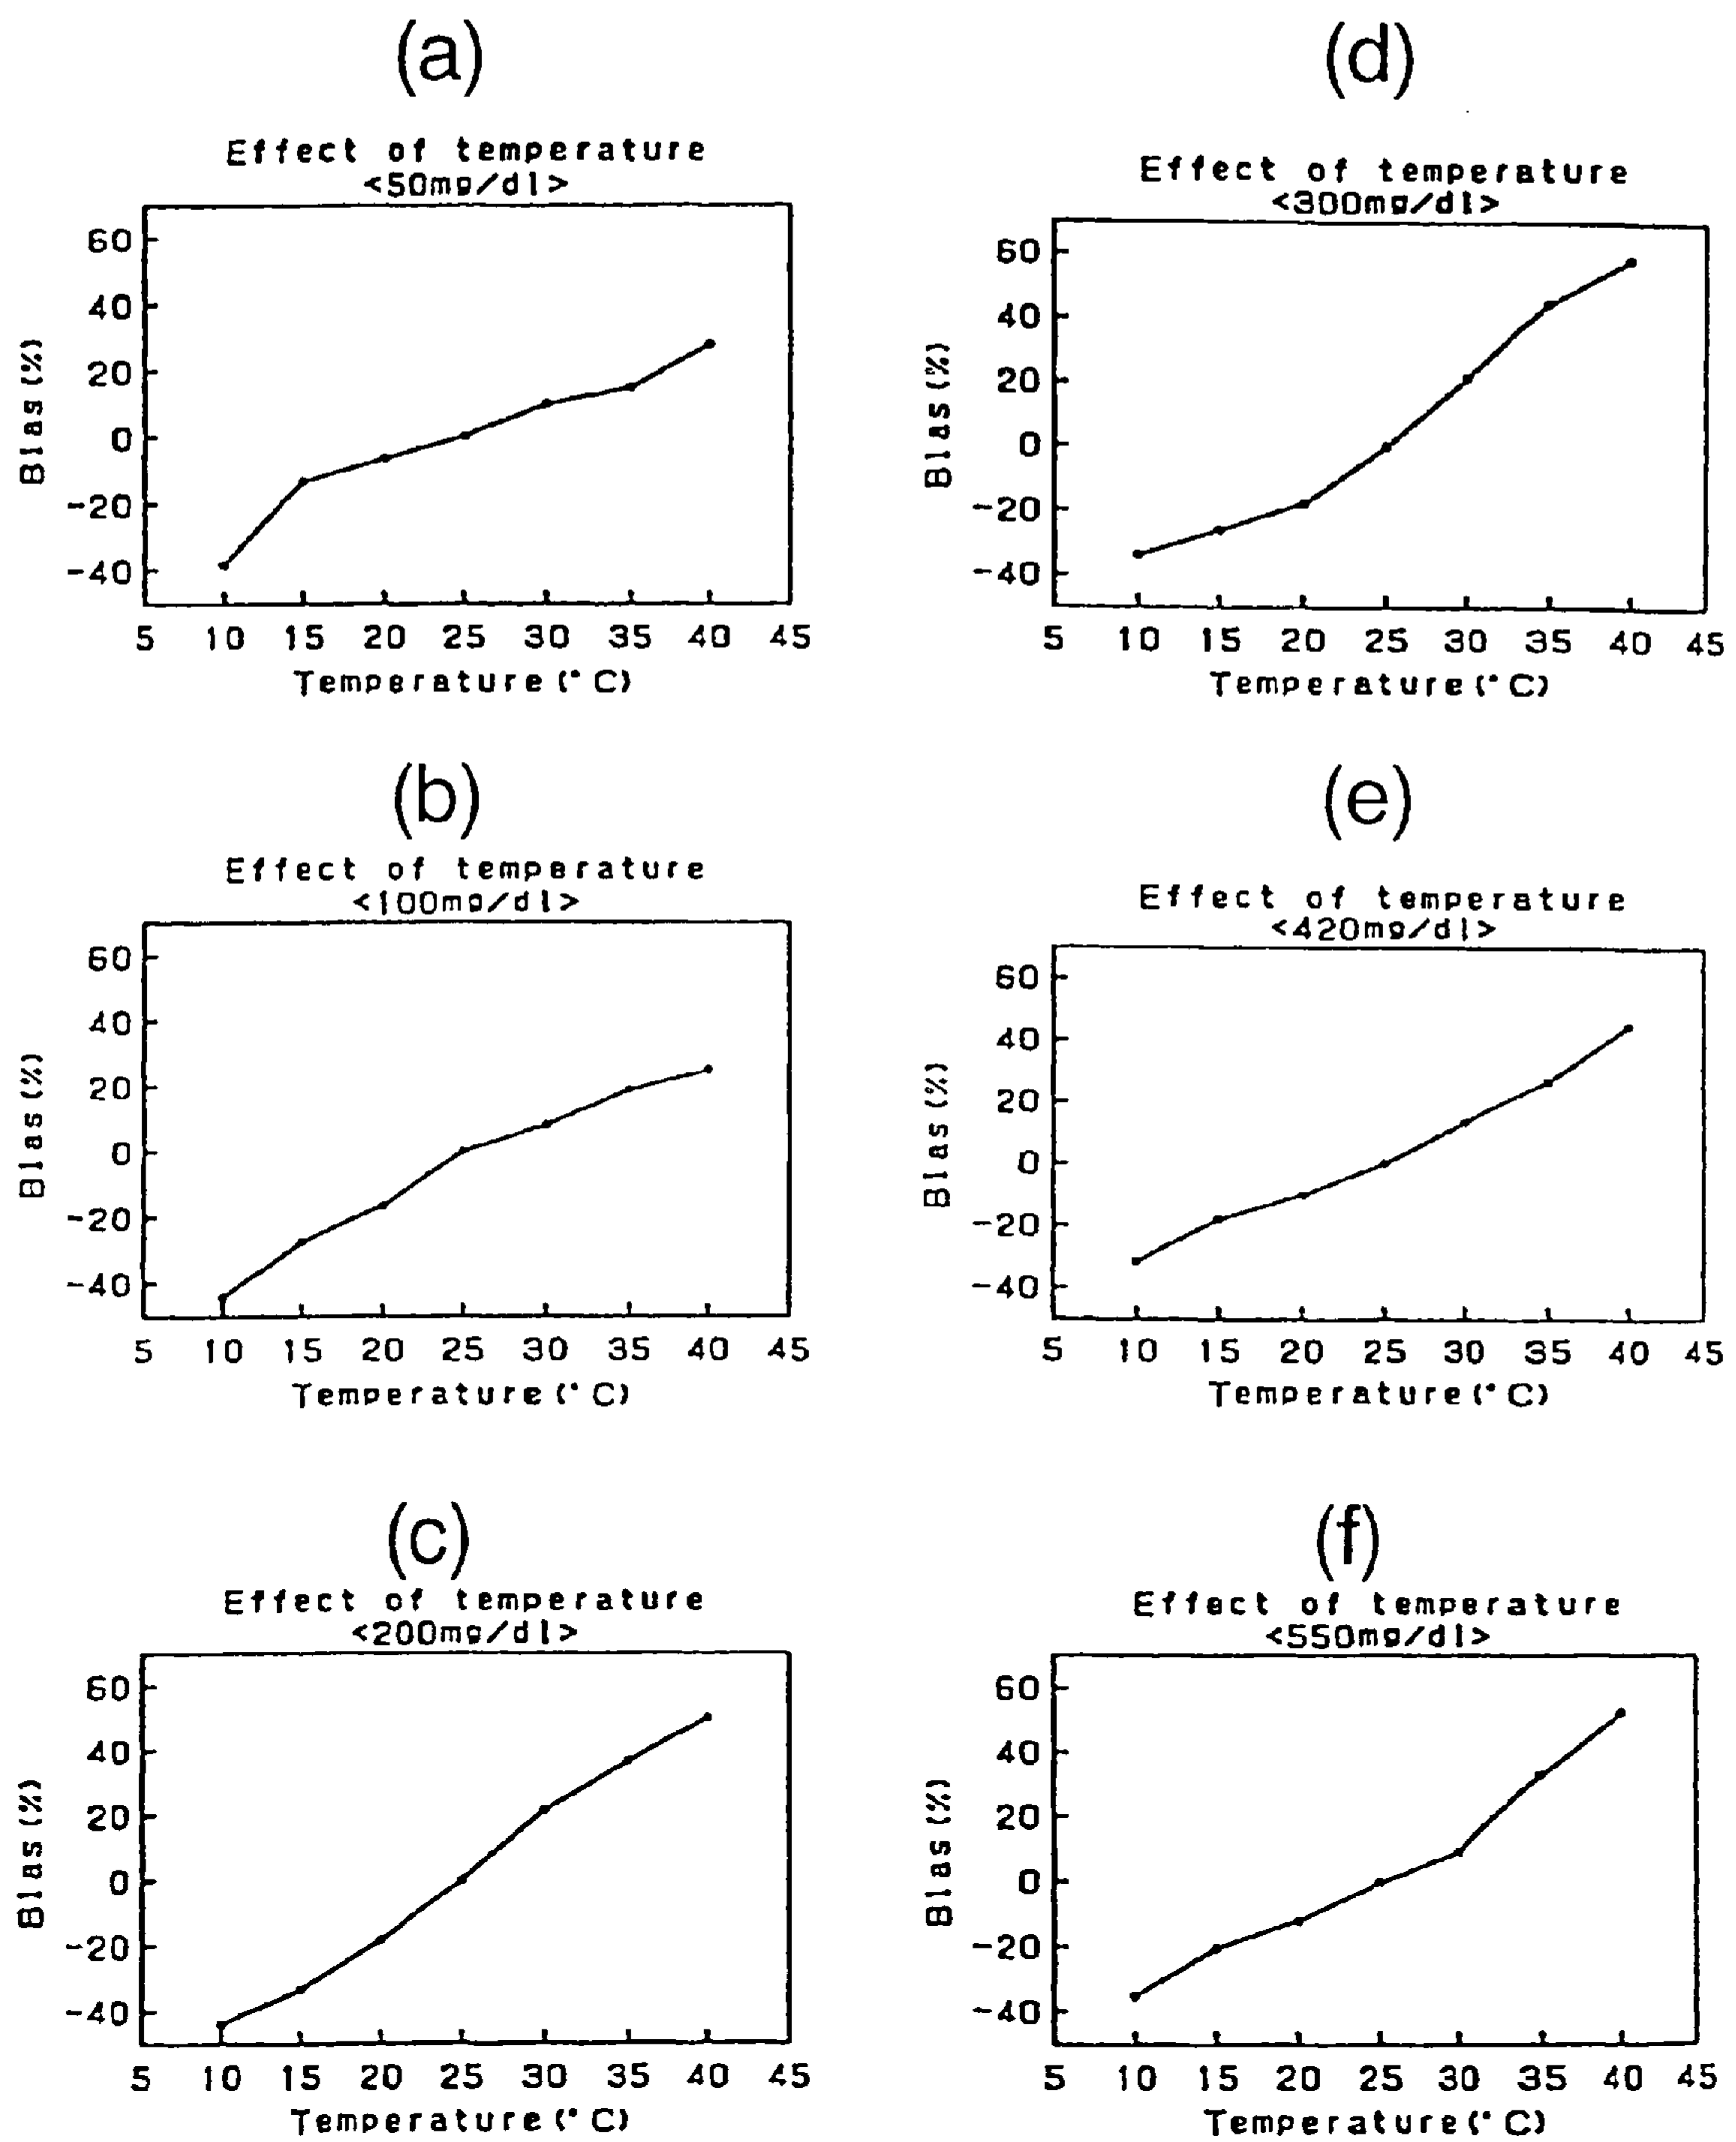 (a)
Effect of temperature
<50mg/dl>
60
40
20
0
-20
-40
Bias(%)
5 10 15 20 25 30 35 40 45
Temperature(°C)
(b)
Effect of temperature
<100mg/dl>
60
40
20
0
-20
-40
Bias(%)
5 10 15 20 25 30 35 40 45
Temperature(°C)
(c)
Effect of temperature
<200mg/dl>
60
40
20
0
-20
-40
Bias(%)
5 10 15 20 25 30 35 40 45
Temperature(°C)
(d)
Effect of temperature
<300mg/dl>
60
40
20
0
-20
-40
Bias(%)
5 10 15 20 25 30 35 40 45
Temperature(°C)
(e)
Effect of temperature
<420mg/dl>
60
40
20
0
-20
-40
Bias(%)
5 10 15 20 25 30 35 40 45
Temperature(°C)
(f)
Effect of temperature
<550mg/dl>
60
40
20
0
-20
-40
Bias(%)
5 10 15 20 25 30 35 40 45
Temperature(°C)